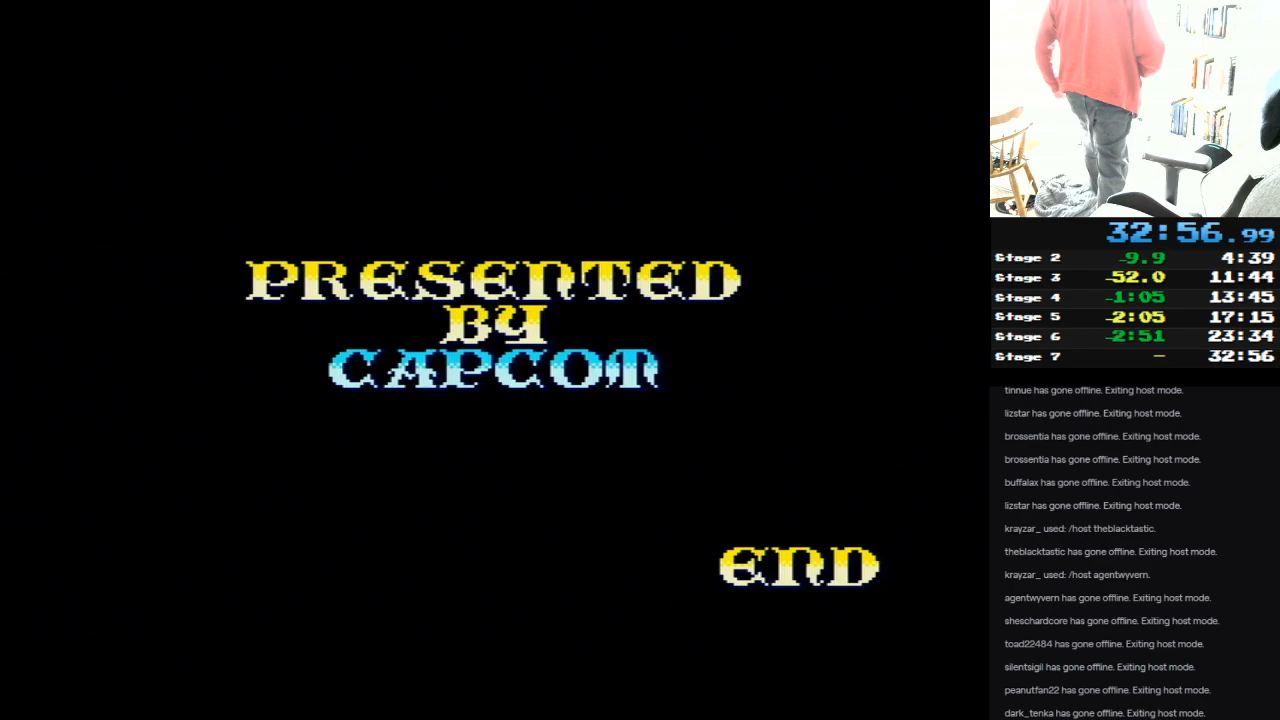 PRESENTED
BY
CAPCOM
END
32:56.99
Stage 2 -9.9 4:39
Stage 3 -52.0 11:44
Stage 4 -1:05 13:45
Stage 5 -2:05 17:15
Stage 6 -2:51 23:34
Stage 7 — 32:56
tinnue has gone offline. Exiting host mode.
lizstar has gone offline. Exiting host mode.
brossentia has gone offline. Exiting host mode.
brossentia has gone offline. Exiting host mode.
buffalax has gone offline. Exiting host mode.
lizstar has gone offline. Exiting host mode.
krayzar_ used: /host theblacktastic.
theblacktastic has gone offline. Exiting host mode.
krayzar_ used: /host agentwyvern.
agentwyvern has gone offline. Exiting host mode.
sheschardcore has gone offline. Exiting host mode.
toad22484 has gone offline. Exiting host mode.
silentsigil has gone offline. Exiting host mode.
peanutfan22 has gone offline. Exiting host mode.
dark_tenka has gone offline. Exiting host mode.